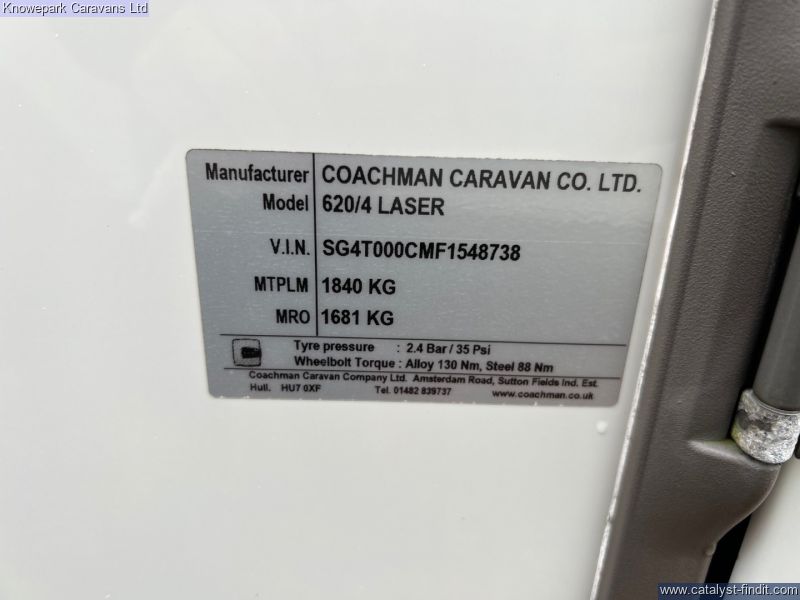 Knowepark Caravans Ltd
Manufacturer COACHMAN CARAVAN CO. LTD.
Model 620/4 LASER
V.I.N. SG4T000CMF1548738
MTPLM 1840 KG
MRO 1681 KG
Tyre pressure : 2.4 Bar / 35 Psi
Wheelbolt Torque : Alloy 130 Nm, Steel 88 Nm
Coachman Caravan Company Ltd. Amsterdam Road, Sutton Fields Ind. Est.
Hull. HU7 0XF Tel. 01482 839737 www.coachman.co.uk
www.catalyst-findit.com